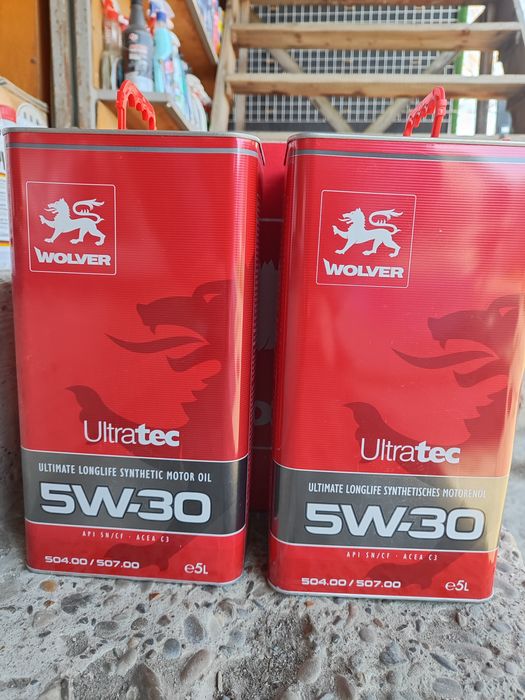 WOLVER
Ultratec
ULTIMATE LONGLIFE SYNTHETIC MOTOR OIL
5W-30
API SN/CF · ACEA C3
504.00/507.00
e5L
WOLVER
Ultratec
ULTIMATE LONGLIFE SYNTHETISCHES MOTORENÖL
5W-30
API SN/CF · ACEA C3
504.00/507.00
e5L